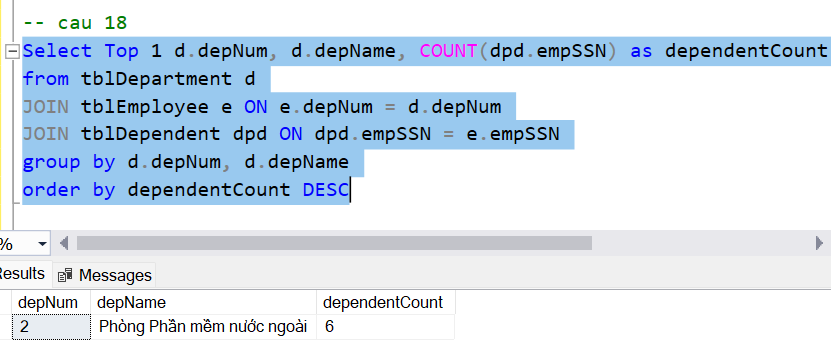 -- cau 18
Select Top 1 d.depNum, d.depName, COUNT(dpd.empSSN) as dependentCount
from tblDepartment d
JOIN tblEmployee e ON e.depNum = d.depNum
JOIN tblDependent dpd ON dpd.empSSN = e.empSSN
group by d.depNum, d.depName
order by dependentCount DESC
%
Results Messages
depNum depName dependentCount
2 Phòng Phần mềm nước ngoài 6